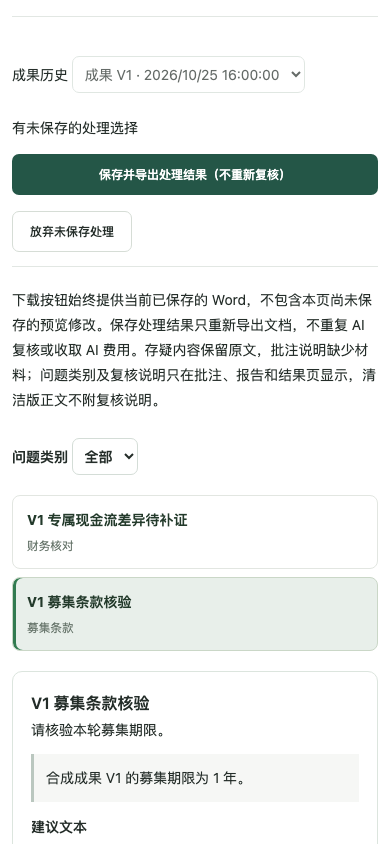 成果历史 成果 V1 · 2026/10/25 16:00:00
有未保存的处理选择
保存并导出处理结果（不重新复核）
放弃未保存处理
下载按钮始终提供当前已保存的 Word，不包含本页尚未保
存的预览修改。保存处理结果只重新导出文档，不重复 AI
复核或收取 AI 费用。存疑内容保留原文，批注说明缺少材
料；问题类别及复核说明只在批注、报告和结果页显示，清
洁版正文不附复核说明。
问题类别 全部
V1 专属现金流差异待补证
财务核对
V1 募集条款核验
募集条款
V1 募集条款核验
请核验本轮募集期限。
合成成果 V1 的募集期限为 1 年。
建议文本